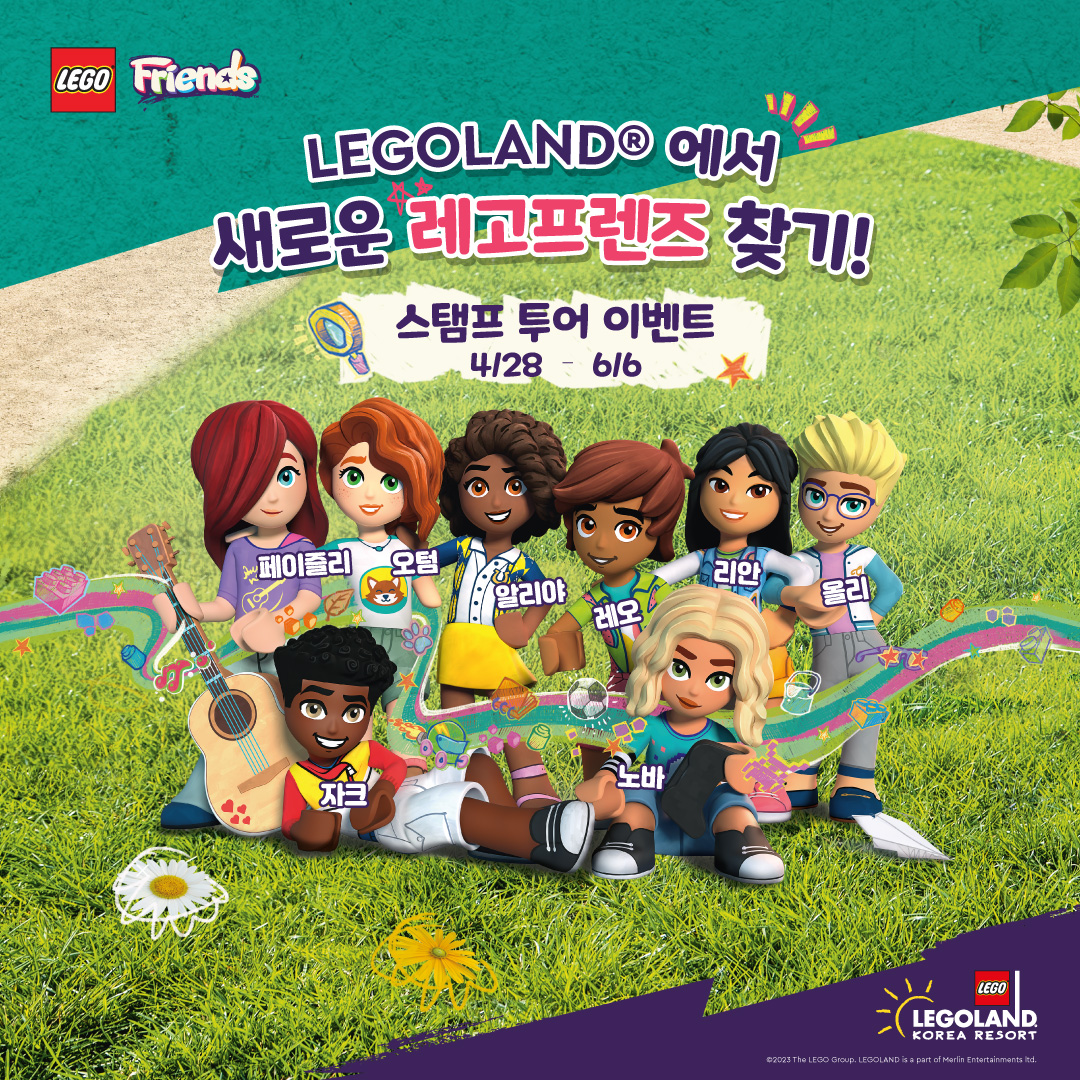 LEGO Friends
LEGOLAND® 에서
새로운 레고프렌즈 찾기!
스탬프 투어 이벤트
4/28 - 6/6
페이즐리
오텀
알리야
레오
리안
올리
자크
노바
LEGO
LEGOLAND
KOREA RESORT
©2023 The LEGO Group. LEGOLAND is a part of Merlin Entertainments ltd.